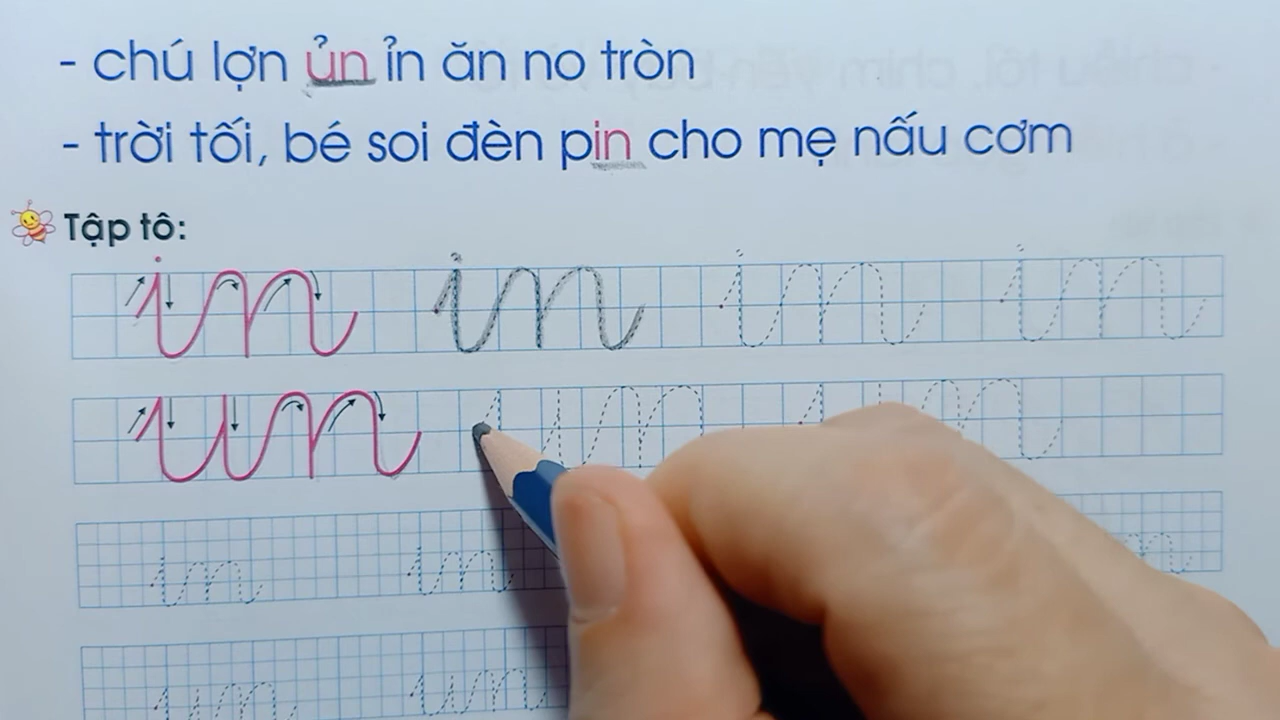 - chú lợn ủn ỉn ăn no tròn
- trời tối, bé soi đèn pin cho mẹ nấu cơm
Tập tô:
in in in in
un un un
in in in
un un